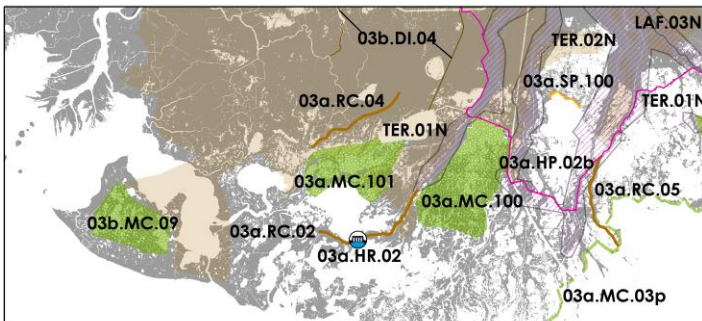 LAF.03N
TER.02N
03b.DI.04
03a.SP.100
03a.RC.04
TER.01N
TER.01N
03a.HP.02b
03a.MC.101
03a.RC.05
03a.MC.100
03b.MC.09
03a.RC.02
03a.HR.02
03a.MC.03p